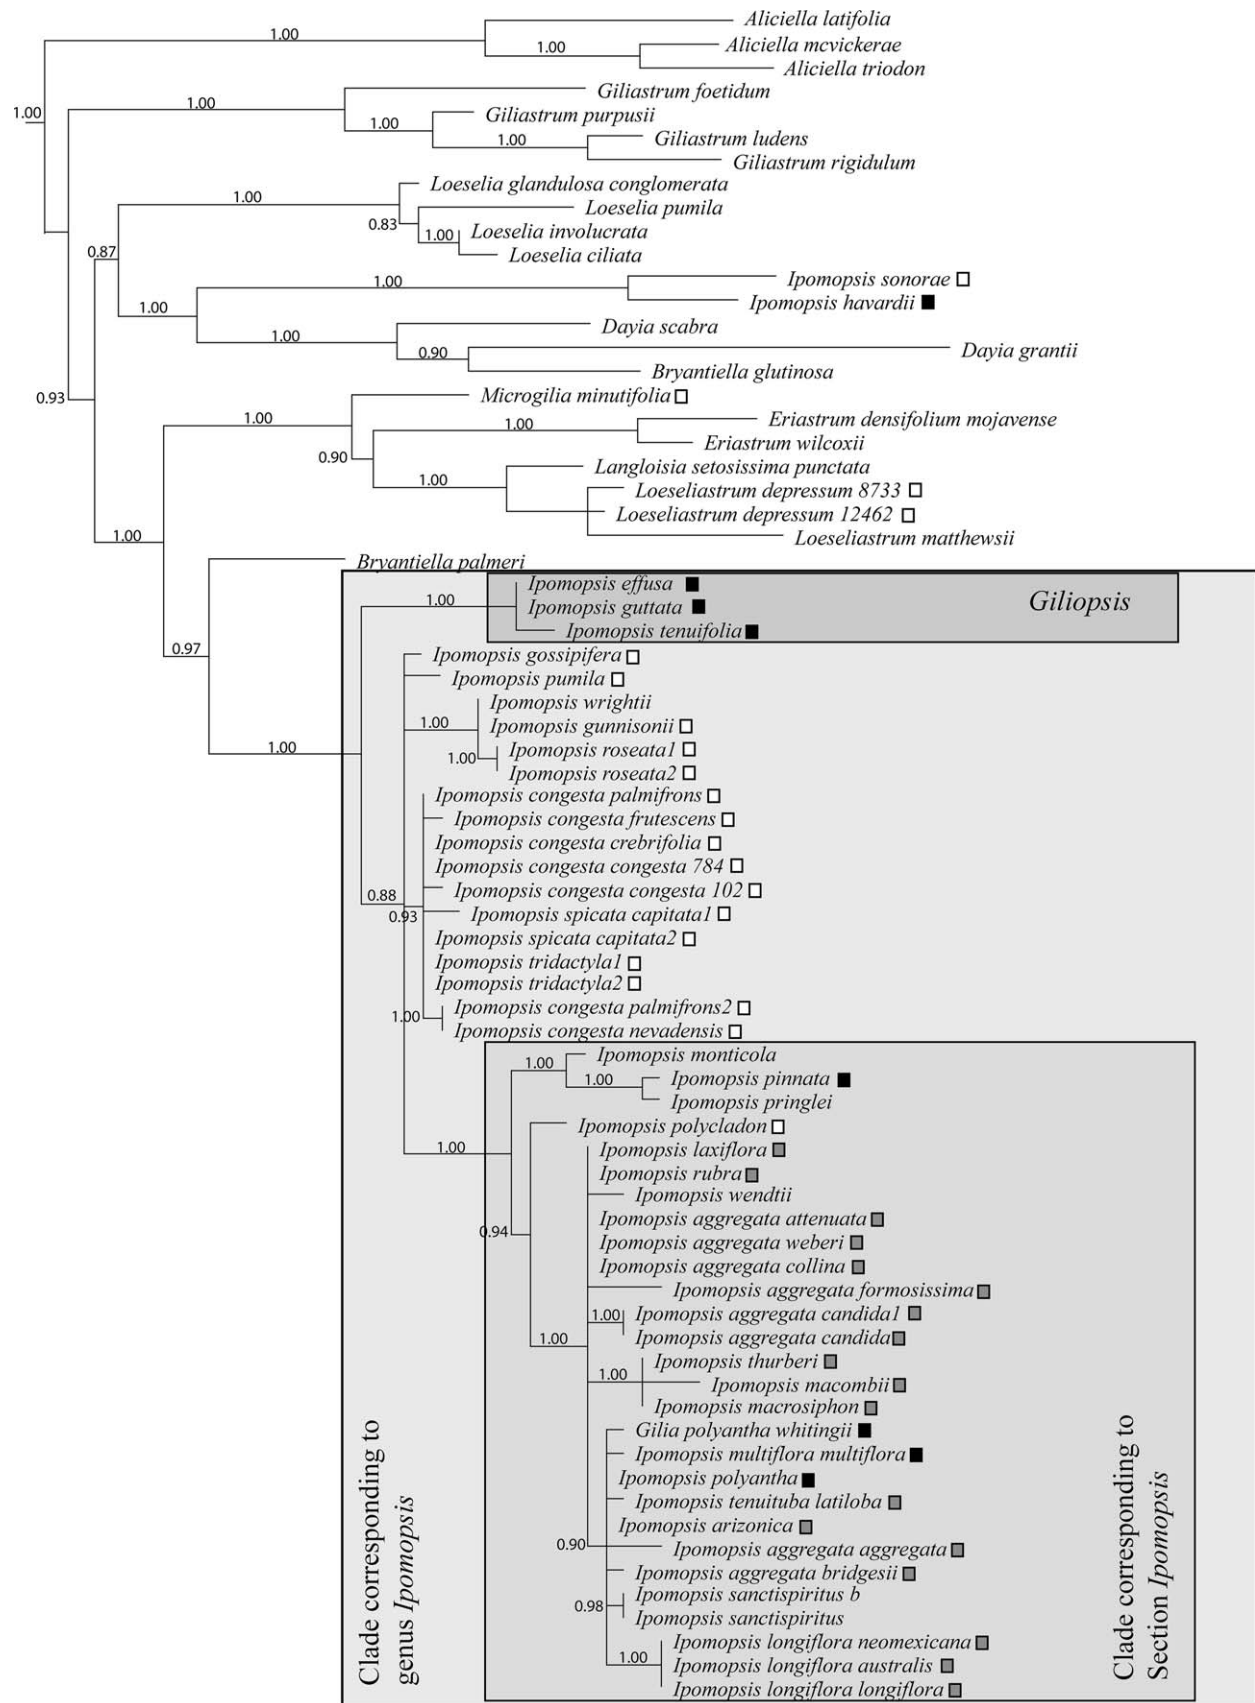 Aliciella latifolia
1.00
Aliciella mcvickerae
1.00
Aliciella triodon
Giliastrum foetidum
1.00
1.00
Giliastrum purpusii
1.00
Giliastrum ludens
1.00
Giliastrum rigidulum
Loeselia glandulosa conglomerata
1.00
Loeselia pumila
0.83
Loeselia involucrata
1.00
Loeselia ciliata
0.87
Ipomopsis sonorae
1.00
Ipomopsis havardii
1.00
Dayia scabra
1.00
Dayia grantii
0.90
Bryantiella glutinosa
0.93
Microgilia minutifolia
1.00
Eriastrum densifolium mojavense
1.00
Eriastrum wilcoxii
0.90
Langloisia setosissima punctata
1.00
Loeseliastrum depressum 8733
Loeseliastrum depressum 12462
1.00
Loeseliastrum matthewsii
Bryantiella palmeri
Ipomopsis effusa
1.00
Ipomopsis guttata
Giliopsis
Ipomopsis tenuifolia
0.97
Ipomopsis gossipifera
Ipomopsis pumila
Ipomopsis wrightii
1.00
Ipomopsis gunnisonii
1.00
Ipomopsis roseata1
1.00
Ipomopsis roseata2
Ipomopsis congesta palmifrons
Ipomopsis congesta frutescens
Ipomopsis congesta crebrifolia
Ipomopsis congesta congesta 784
Ipomopsis congesta congesta 102
0.88
0.93
Ipomopsis spicata capitata1
Ipomopsis spicata capitata2
Ipomopsis tridactyla1
Ipomopsis tridactyla2
Ipomopsis congesta palmifrons2
1.00
Ipomopsis congesta nevadensis
Ipomopsis monticola
1.00
Ipomopsis pinnata
1.00
Ipomopsis pringlei
Ipomopsis polycladon
1.00
Ipomopsis laxiflora
Ipomopsis rubra
Ipomopsis wendtii
Ipomopsis aggregata attenuata
0.94
Ipomopsis aggregata weberi
Ipomopsis aggregata collina
Ipomopsis aggregata formosissima
Ipomopsis aggregata candida1
1.00
Ipomopsis aggregata candida
1.00
Ipomopsis thurberi
1.00
Ipomopsis macombii
Ipomopsis macrosiphon
Gilia polyantha whitingii
Ipomopsis multiflora multiflora
Ipomopsis polyantha
Ipomopsis tenuituba latiloba
Ipomopsis arizonica
0.90
Ipomopsis aggregata aggregata
Ipomopsis aggregata bridgesii
Ipomopsis sanctispiritus b
0.98
Ipomopsis sanctispiritus
Ipomopsis longiflora neomexicana
1.00
Ipomopsis longiflora australis
Ipomopsis longiflora longiflora
Clade corresponding to
genus Ipomopsis
Clade corresponding to
Section Ipomopsis